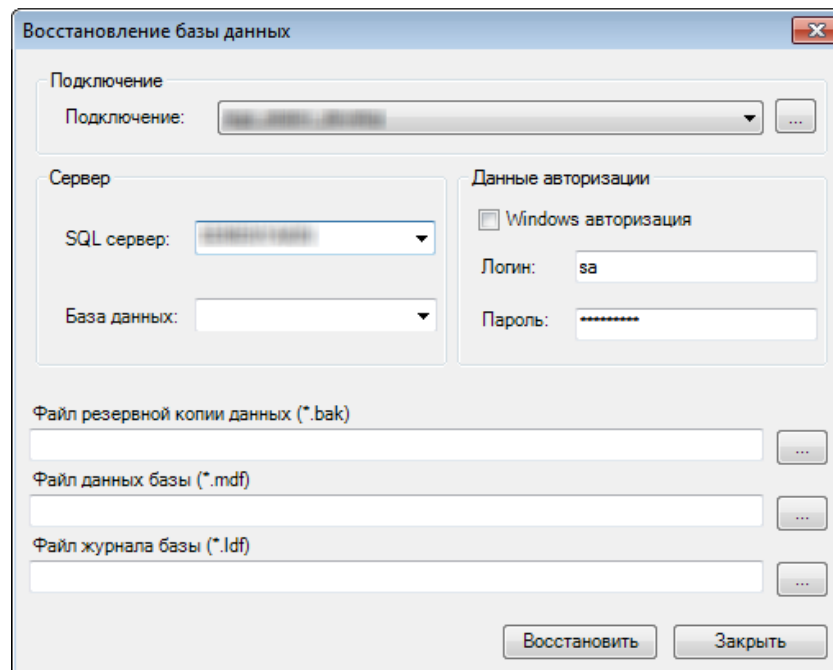 Восстановление базы данных
Подключение
Подключение:
...
Сервер
SQL сервер:
База данных:
Данные авторизации
Windows авторизация
Логин: sa
Пароль: *********
Файл резервной копии данных (*.bak)
...
Файл данных базы (*.mdf)
...
Файл журнала базы (*.ldf)
...
Восстановить Закрыть